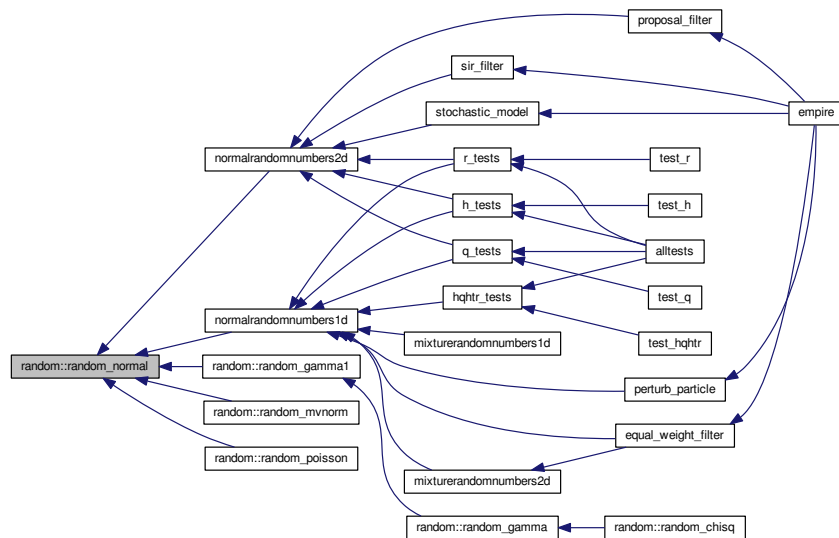 proposal_filter
sir_filter
stochastic_model
empire
normalrandomnumbers2d
r_tests
test_r
h_tests
test_h
q_tests
alltests
hqhtr_tests
test_q
normalrandomnumbers1d
mixturerandomnumbers1d
test_hqhtr
random::random_normal
random::random_gamma1
perturb_particle
random::random_mvnorm
equal_weight_filter
random::random_poisson
mixturerandomnumbers2d
random::random_gamma
random::random_chisq